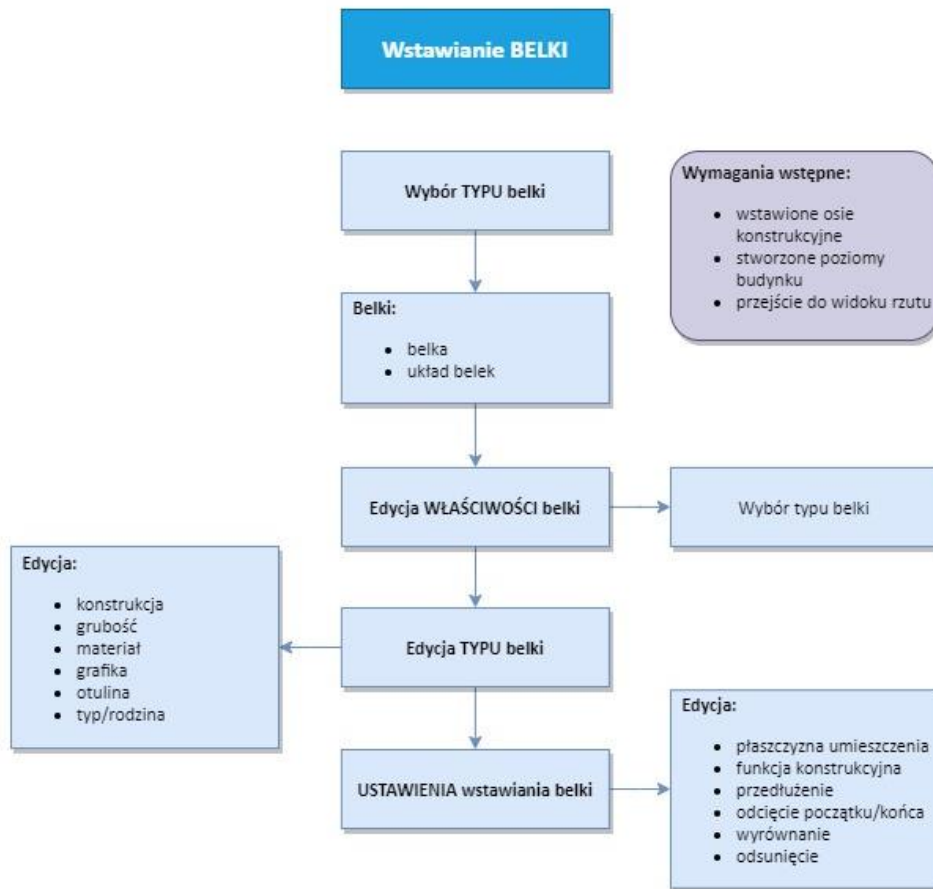 Wstawianie BELKI
Wybór TYPU belki
Wymagania wstępne:
wstawione osie
konstrukcyjne
stworzone poziomy
budynku
przejście do widoku rzutu
Belki:
belka
układ belek
Edycja WŁAŚCIWOŚCI belki
Wybór typu belki
Edycja:
konstrukcja
grubość
materiał
grafika
otulina
typ/rodzina
Edycja TYPU belki
USTAWIENIA wstawiania belki
Edycja:
płaszczyzna umieszczenia
funkcja konstrukcyjna
przedłużenie
odcięcie początku/końca
wyrównanie
odsunięcie